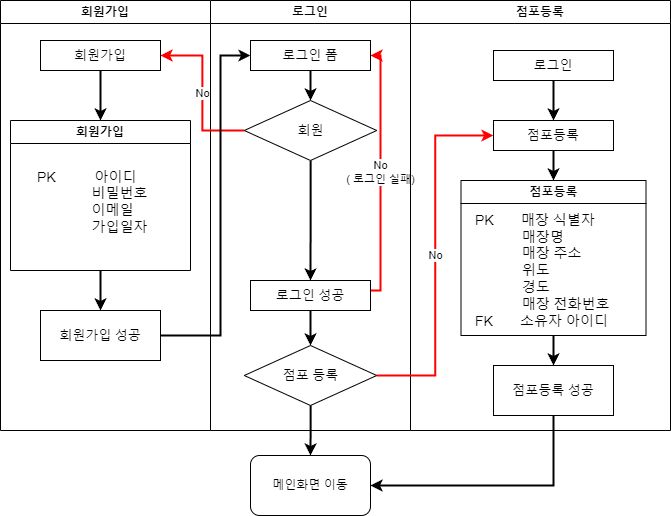 회원가입
로그인
점포등록
회원가입
로그인 폼
로그인
No
회원가입
회원
점포등록
PK 아이디
비밀번호
이메일
가입일자
No
( 로그인 실패)
점포등록
PK 매장 식별자
매장명
매장 주소
위도
경도
매장 전화번호
FK 소유자 아이디
No
로그인 성공
회원가입 성공
점포 등록
점포등록 성공
메인화면 이동